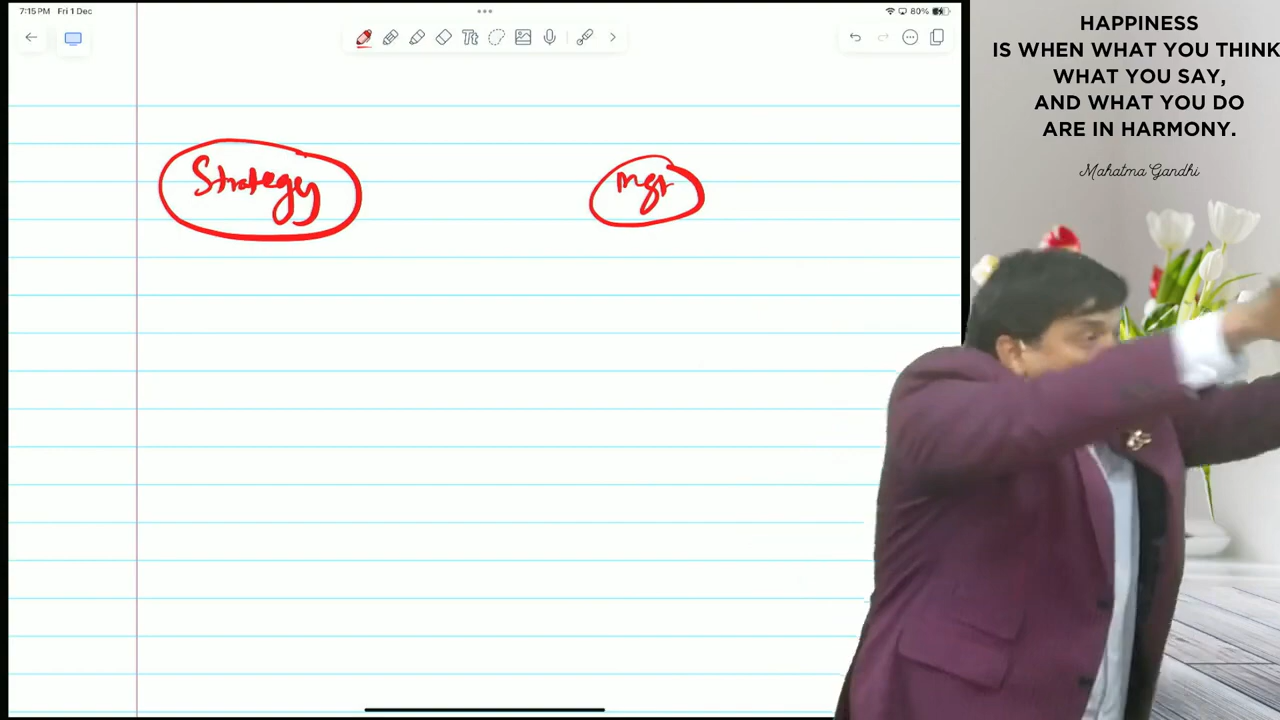 7:15 PM Fri 1 Dec
80%
Tt
HAPPINESS
IS WHEN WHAT YOU THINK
WHAT YOU SAY,
AND WHAT YOU DO
ARE IN HARMONY.
Mahatma Gandhi
Strategy
mgt